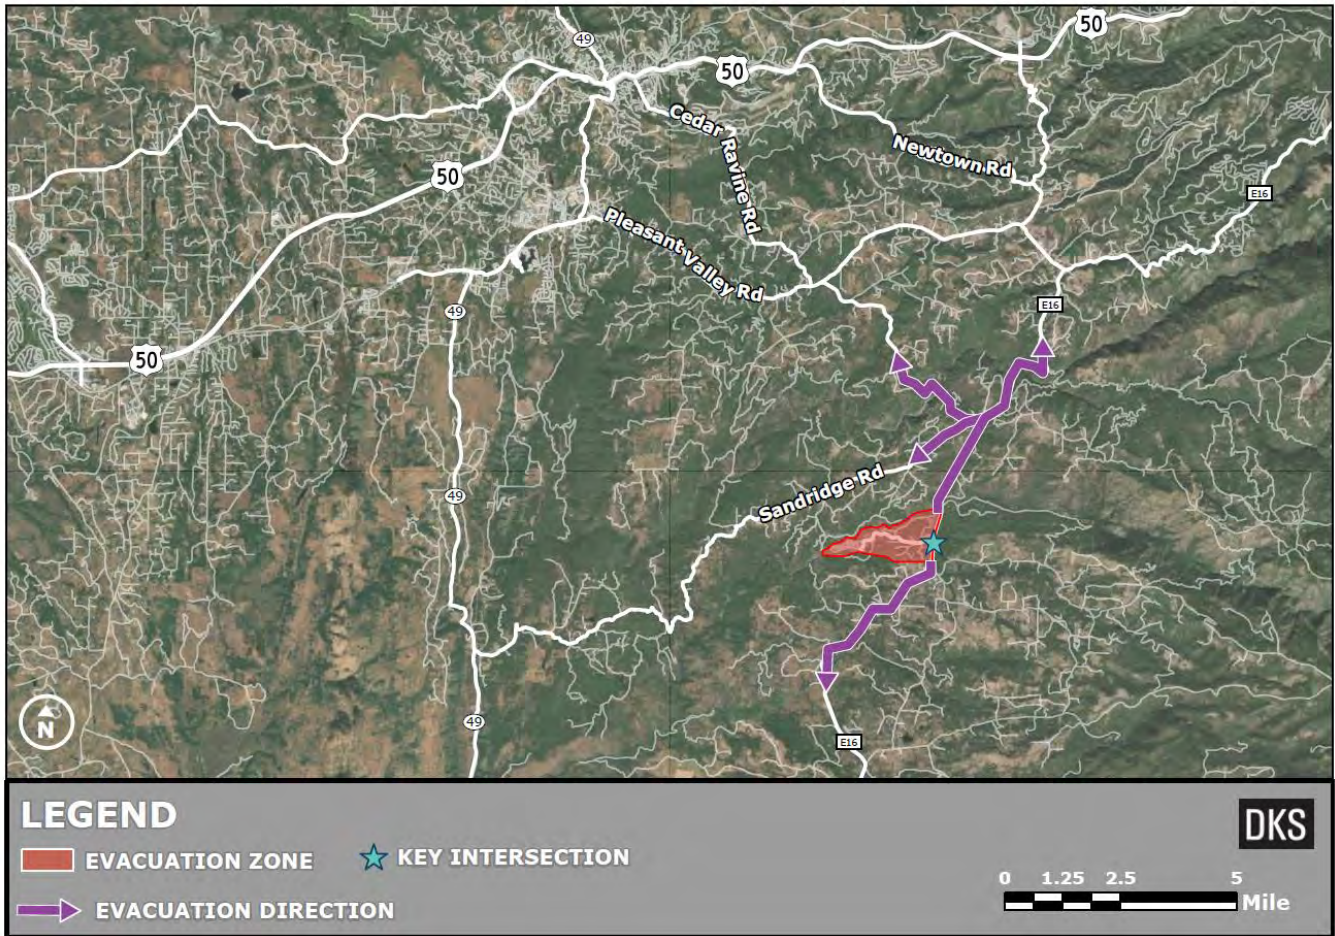 50
49
50
Cedar Ravine Rd
Newtown Rd
50
E16
Pleasant Valley Rd
E16
49
50
Sandridge Rd
49
N
49
E16
LEGEND
DKS
EVACUATION ZONE
KEY INTERSECTION
0 1.25 2.5 5
Mile
EVACUATION DIRECTION